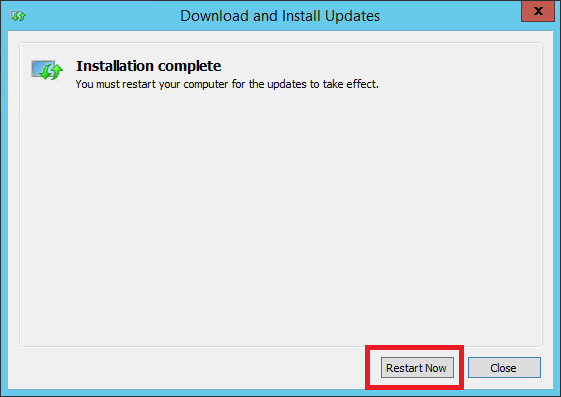 Download and Install Updates
x
Installation complete
You must restart your computer for the updates to take effect.
Restart Now
Close